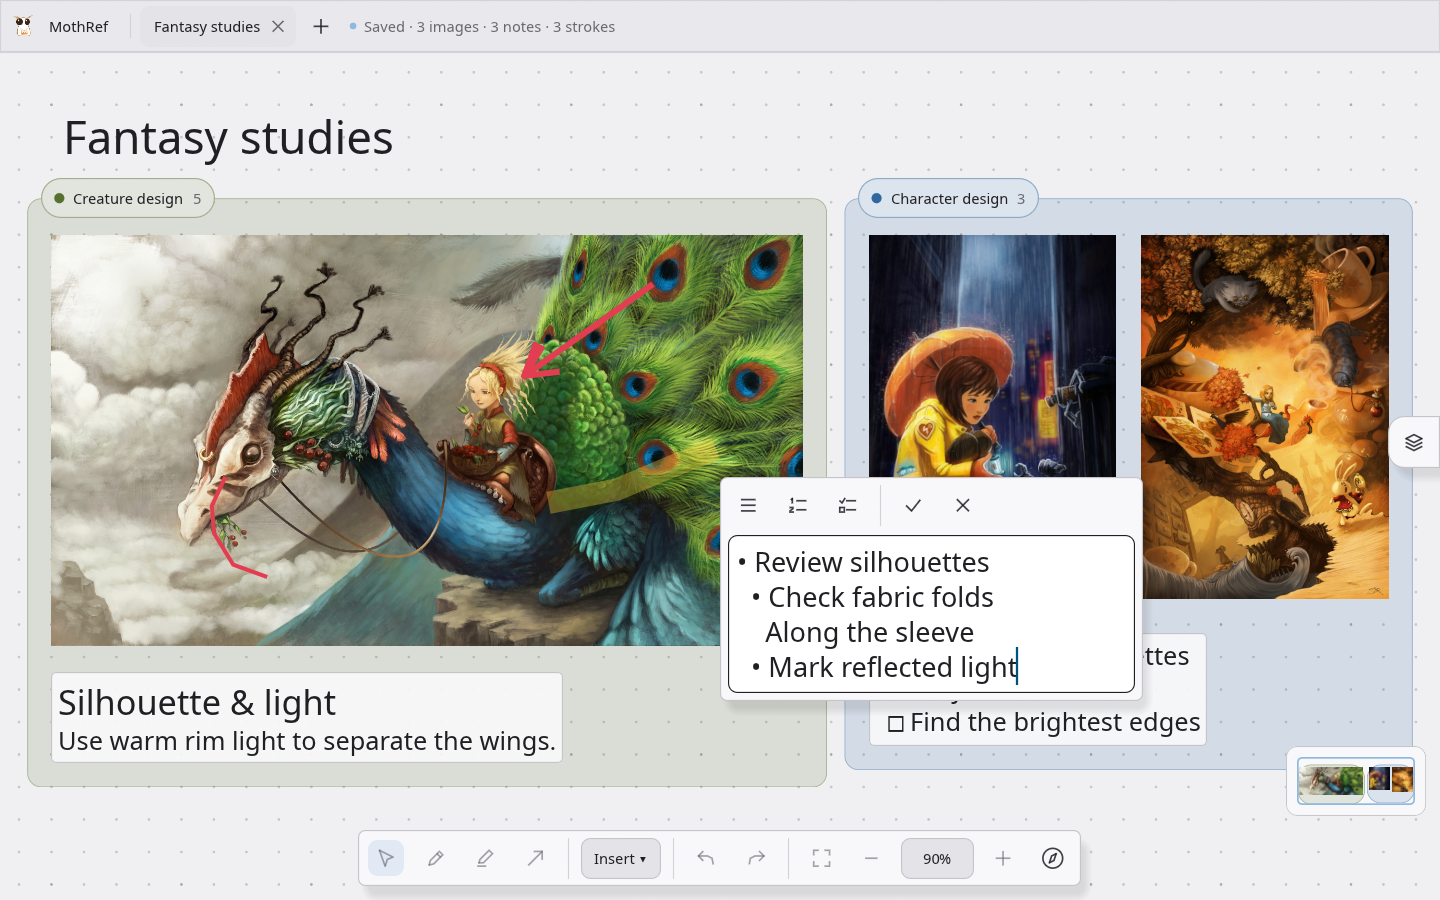 MothRef
Fantasy studies
Saved · 3 images · 3 notes · 3 strokes
Fantasy studies
Creature design 5
Character design 3
• Review silhouettes
• Check fabric folds
Along the sleeve
• Mark reflected light
ttes
☐ Find the brightest edges
Silhouette & light
Use warm rim light to separate the wings.
Insert ▾
90%